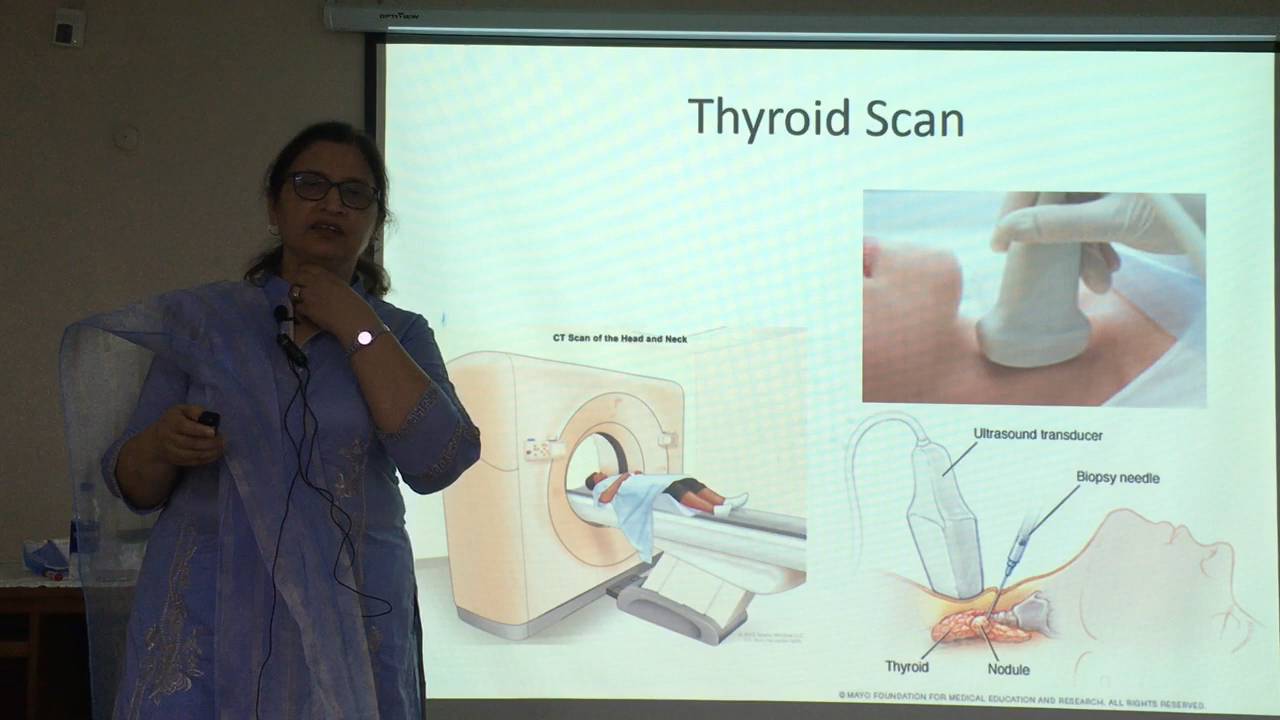 OPTIVIEW
Thyroid Scan
CT Scan of the Head and Neck
Ultrasound transducer
Biopsy needle
Thyroid
Nodule
© MAYO FOUNDATION FOR MEDICAL EDUCATION AND RESEARCH. ALL RIGHTS RESERVED.